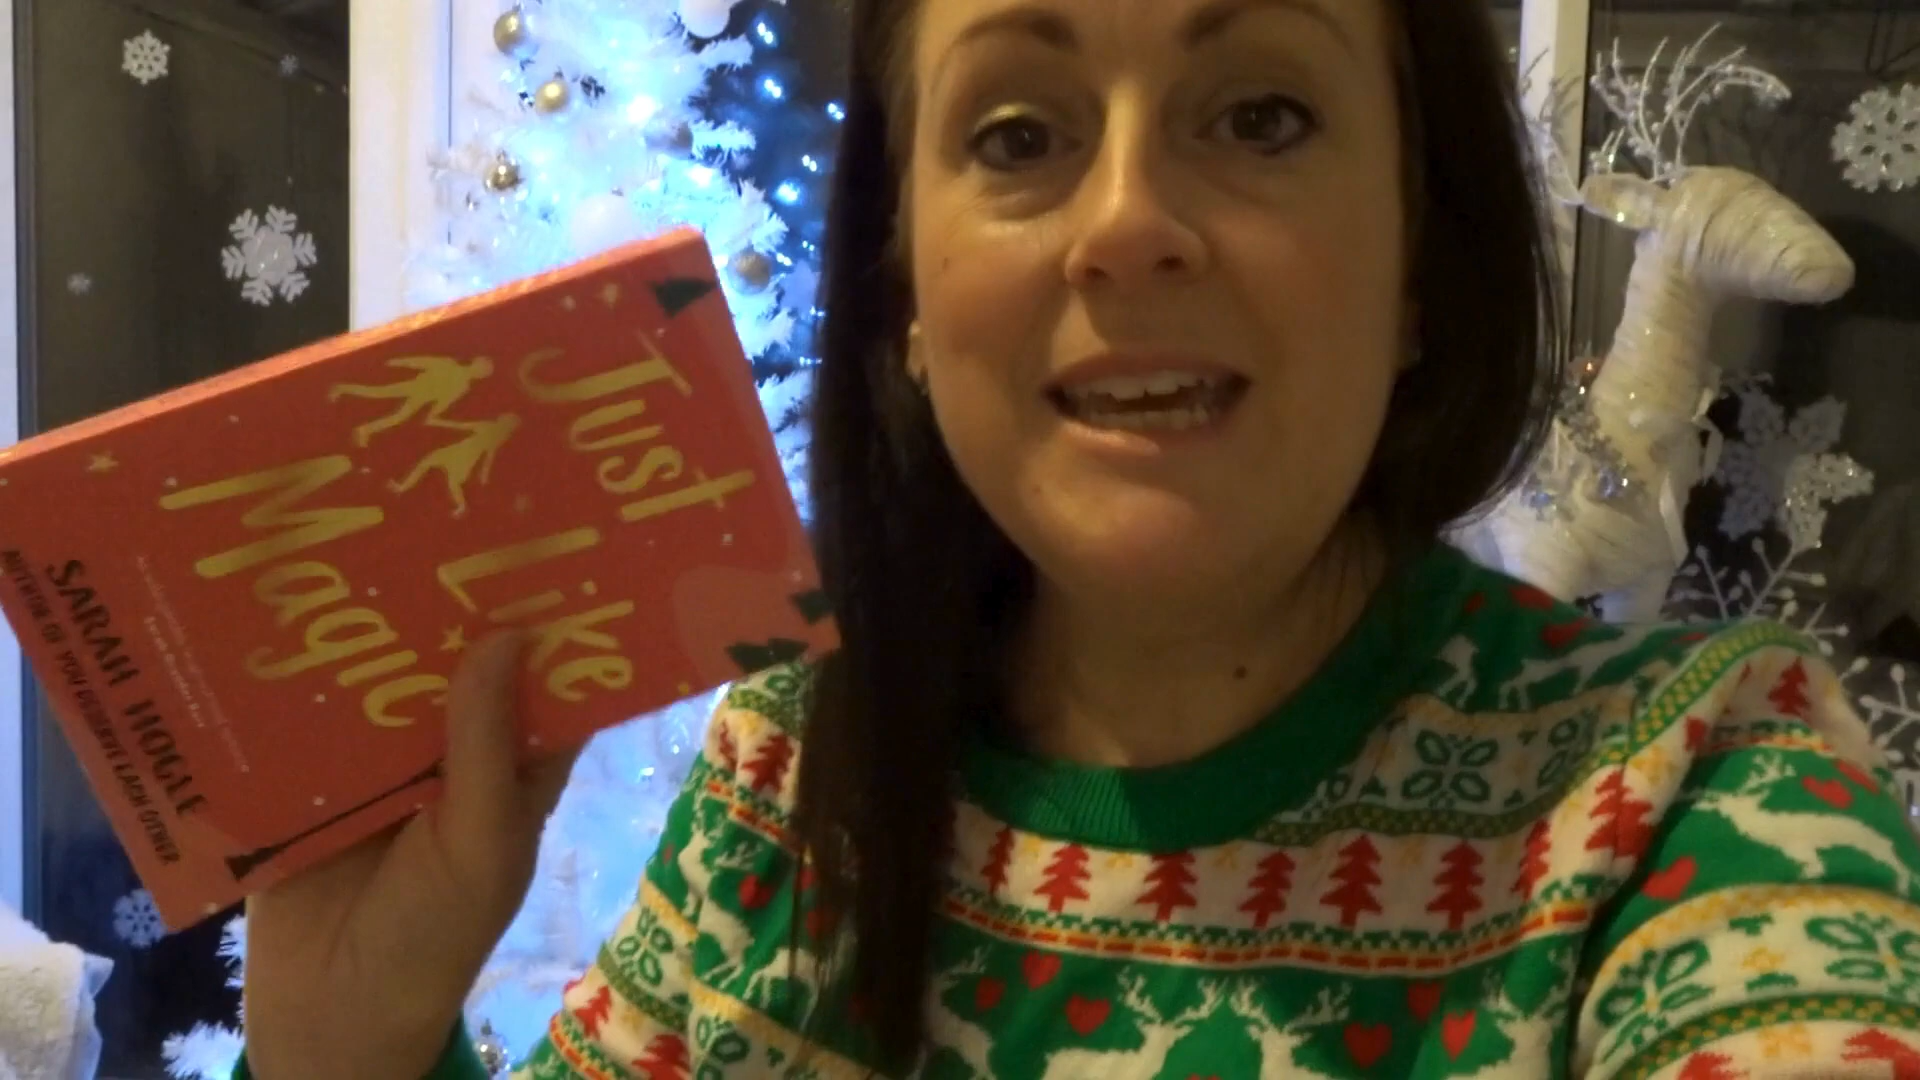 Just
Like
Magic
SARAH HOGLE
AUTHOR OF YOU DESERVE EACH OTHER